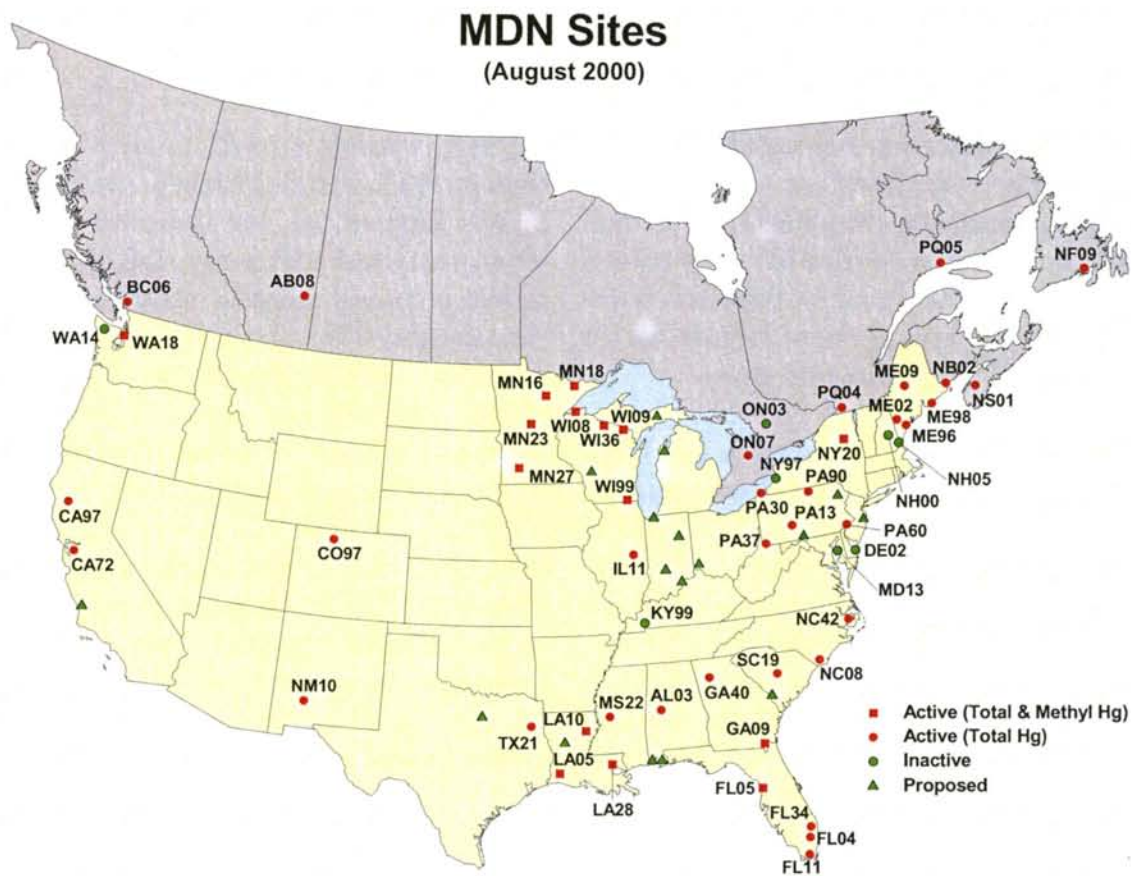 MDN Sites
(August 2000)
PQ05
NF09
AB08
BC06
WA14
WA18
MN18
MN16
ME09
NB02
PQ04
NS01
WI09
ON03
ME02
WI08
ME98
MN23
WI36
ON07
ME96
NY20
MN27
NY97
PA90
NH05
WI99
NH00
CA97
PA30
PA13
PA60
CO97
PA37
DE02
CA72
IL11
MD13
KY99
NC42
SC19
NC08
NM10
MS22
AL03
GA40
LA10
TX21
GA09
LA05
FL05
LA28
FL34
FL04
FL11
Active (Total & Methyl Hg)
Active (Total Hg)
Inactive
Proposed